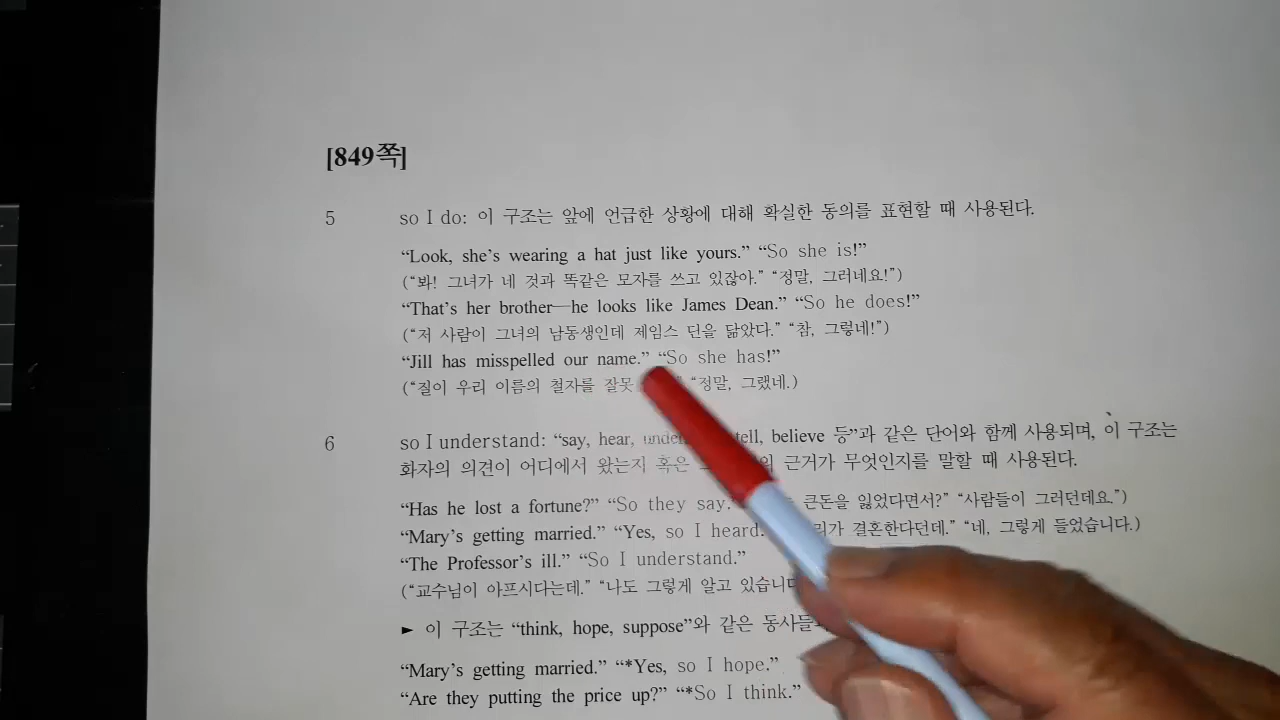 [849쪽]
5 so I do: 이 구조는 앞에 언급한 상황에 대해 확실한 동의를 표현할 때 사용된다.
“Look, she’s wearing a hat just like yours.” “So she is!”
(“봐! 그녀가 네 것과 똑같은 모자를 쓰고 있잖아.” “정말, 그러네요!”)
“That’s her brother—he looks like James Dean.” “So he does!”
(“저 사람이 그녀의 남동생인데 제임스 딘을 닮았다.” “참, 그렇네!”)
“Jill has misspelled our name.” “So she has!”
(“질이 우리 이름의 철자를 잘못 “정말, 그랬네.)
6 so I understand: “say, hear, tell, believe 등”과 같은 단어와 함께 사용되며, 이 구조는
화자의 의견이 어디에서 왔는지 혹은 근거가 무엇인지를 말할 때 사용된다.
“Has he lost a fortune?” “So they say. 큰돈을 잃었다면서?” “사람들이 그러던데요.”)
“Mary’s getting married.” “Yes, so I heard. 결혼한다던데.” “네, 그렇게 들었습니다.)
“The Professor’s ill.” “So I understand.”
(“교수님이 아프시다는데.” “나도 그렇게 알고
► 이 구조는 “think, hope, suppose”와 같은
“Mary’s getting married.” “*Yes, so I hope.”
“Are they putting the price up?” “*So I think.”